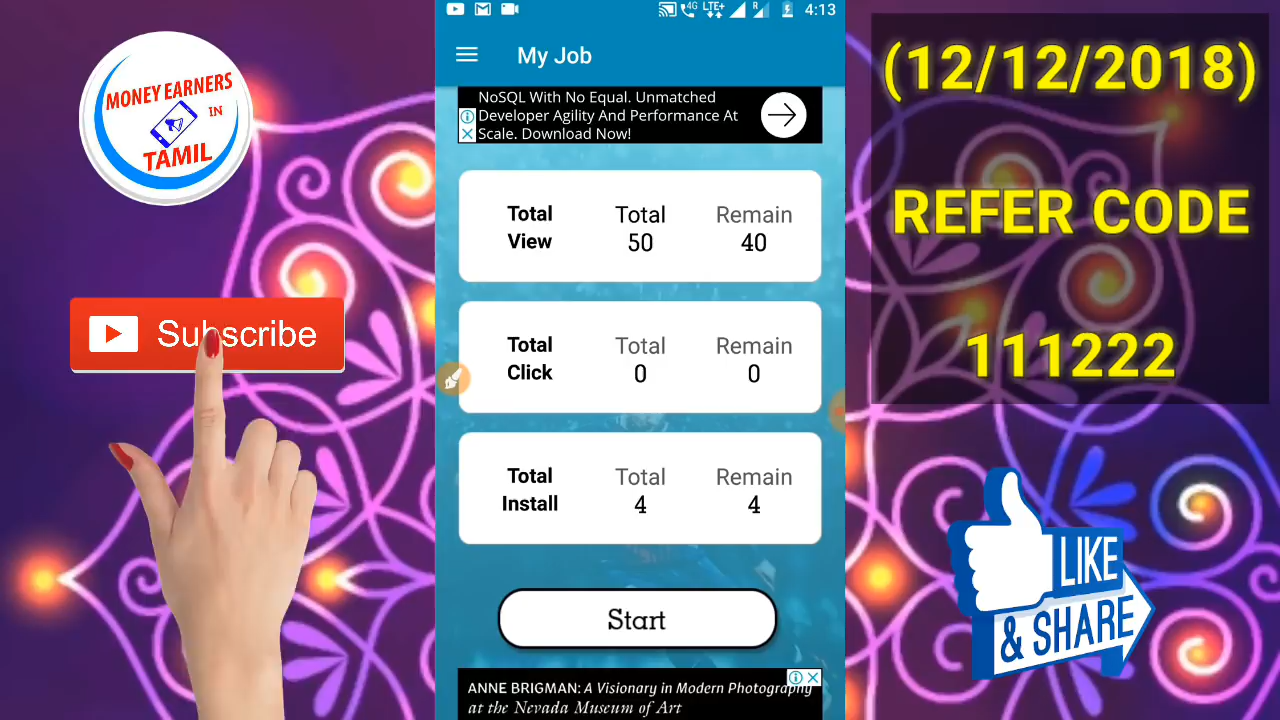 MONEY EARNERS
IN
TAMIL
Subscribe
4G LTE+ R 4:13
My Job
NoSQL With No Equal. Unmatched
Developer Agility And Performance At
Scale. Download Now!
Total View
Total 50
Remain 40
Total Click
Total 0
Remain 0
Total Install
Total 4
Remain 4
Start
ANNE BRIGMAN: A Visionary in Modern Photography
at the Nevada Museum of Art
(12/12/2018)
REFER CODE
111222
LIKE
& SHARE